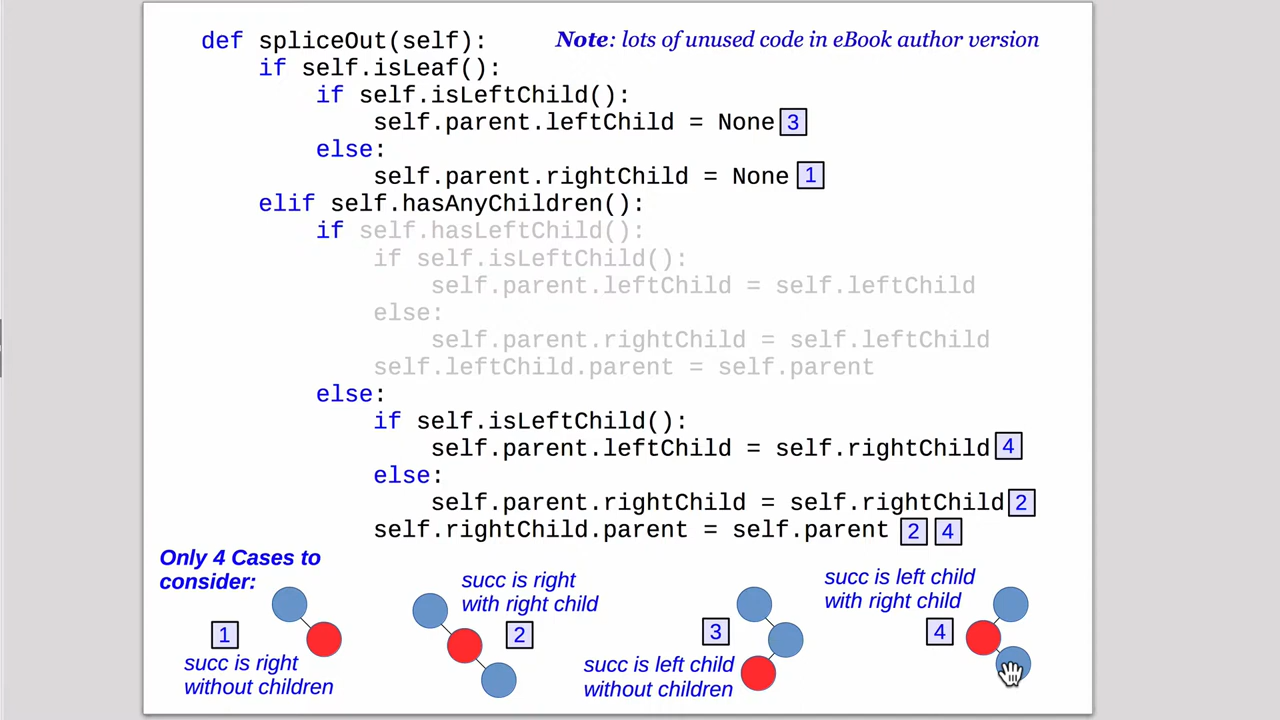 def spliceOut(self):
Note: lots of unused code in eBook author version
if self.isLeaf():
if self.isLeftChild():
self.parent.leftChild = None 3
else:
self.parent.rightChild = None 1
elif self.hasAnyChildren():
if self.hasLeftChild():
if self.isLeftChild():
self.parent.leftChild = self.leftChild
else:
self.parent.rightChild = self.leftChild
self.leftChild.parent = self.parent
else:
if self.isLeftChild():
self.parent.leftChild = self.rightChild 4
else:
self.parent.rightChild = self.rightChild 2
self.rightChild.parent = self.parent 2 4
Only 4 Cases to
consider:
1
succ is right
without children
succ is right
with right child
2
3
succ is left child
without children
succ is left child
with right child
4